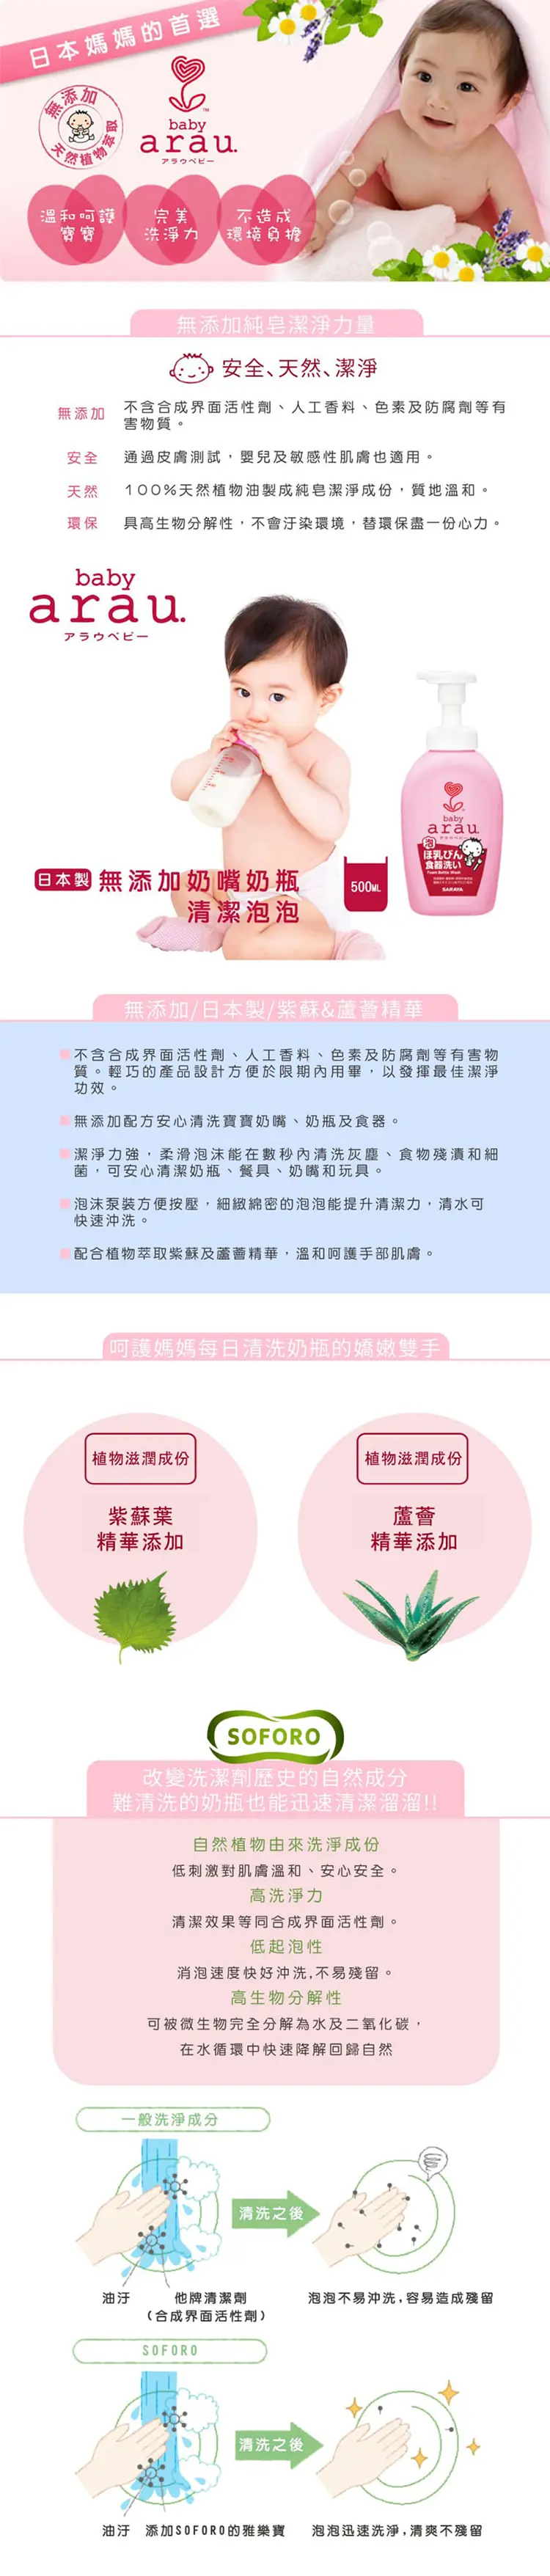 日本媽媽的首選
無添加
天然植物萃取
baby
arau.
アラウベビー
溫和呵護
寶寶
完美
洗淨力
不造成
環境負擔
無添加純皂潔淨力量
安全、天然、潔淨
無添加
不含合成界面活性劑、人工香料、色素及防腐劑等有
害物質。
安全
通過皮膚測試，嬰兒及敏感性肌膚也適用。
天然
100%天然植物油製成純皂潔淨成份，質地溫和。
環保
具高生物分解性，不會汙染環境，替環保盡一份心力。
baby
arau.
アラウベビー
baby
arau.
アラウベビー
泡
ほ乳びん
食器洗い
Foam Bottle Wash
SARAYA
日本製 無添加奶嘴奶瓶
清潔泡泡
500ML
無添加/日本製/紫蘇&蘆薈精華
不含合成界面活性劑、人工香料、色素及防腐劑等有害物
質。輕巧的產品設計方便於限期內用畢，以發揮最佳潔淨
功效。
無添加配方安心清洗寶寶奶嘴、奶瓶及食器。
潔淨力強，柔滑泡沫能在數秒內清洗灰塵、食物殘漬和細
菌，可安心清潔奶瓶、餐具、奶嘴和玩具。
泡沫泵裝方便按壓，細緻綿密的泡泡能提升清潔力，清水可
快速沖洗。
配合植物萃取紫蘇及蘆薈精華，溫和呵護手部肌膚。
呵護媽媽每日清洗奶瓶的嬌嫩雙手
植物滋潤成份
紫蘇葉
精華添加
植物滋潤成份
蘆薈
精華添加
SOFORO
改變洗潔劑歷史的自然成分
難清洗的奶瓶也能迅速清潔溜溜!!
自然植物由來洗淨成份
低刺激對肌膚溫和、安心安全。
高洗淨力
清潔效果等同合成界面活性劑。
低起泡性
消泡速度快好沖洗,不易殘留。
高生物分解性
可被微生物完全分解為水及二氧化碳，
在水循環中快速降解回歸自然
一般洗淨成分
清洗之後
油汙
他牌清潔劑
（合成界面活性劑）
泡泡不易沖洗,容易造成殘留
SOFORO
清洗之後
油汙
添加SOFORO的雅樂寶
泡泡迅速洗淨,清爽不殘留